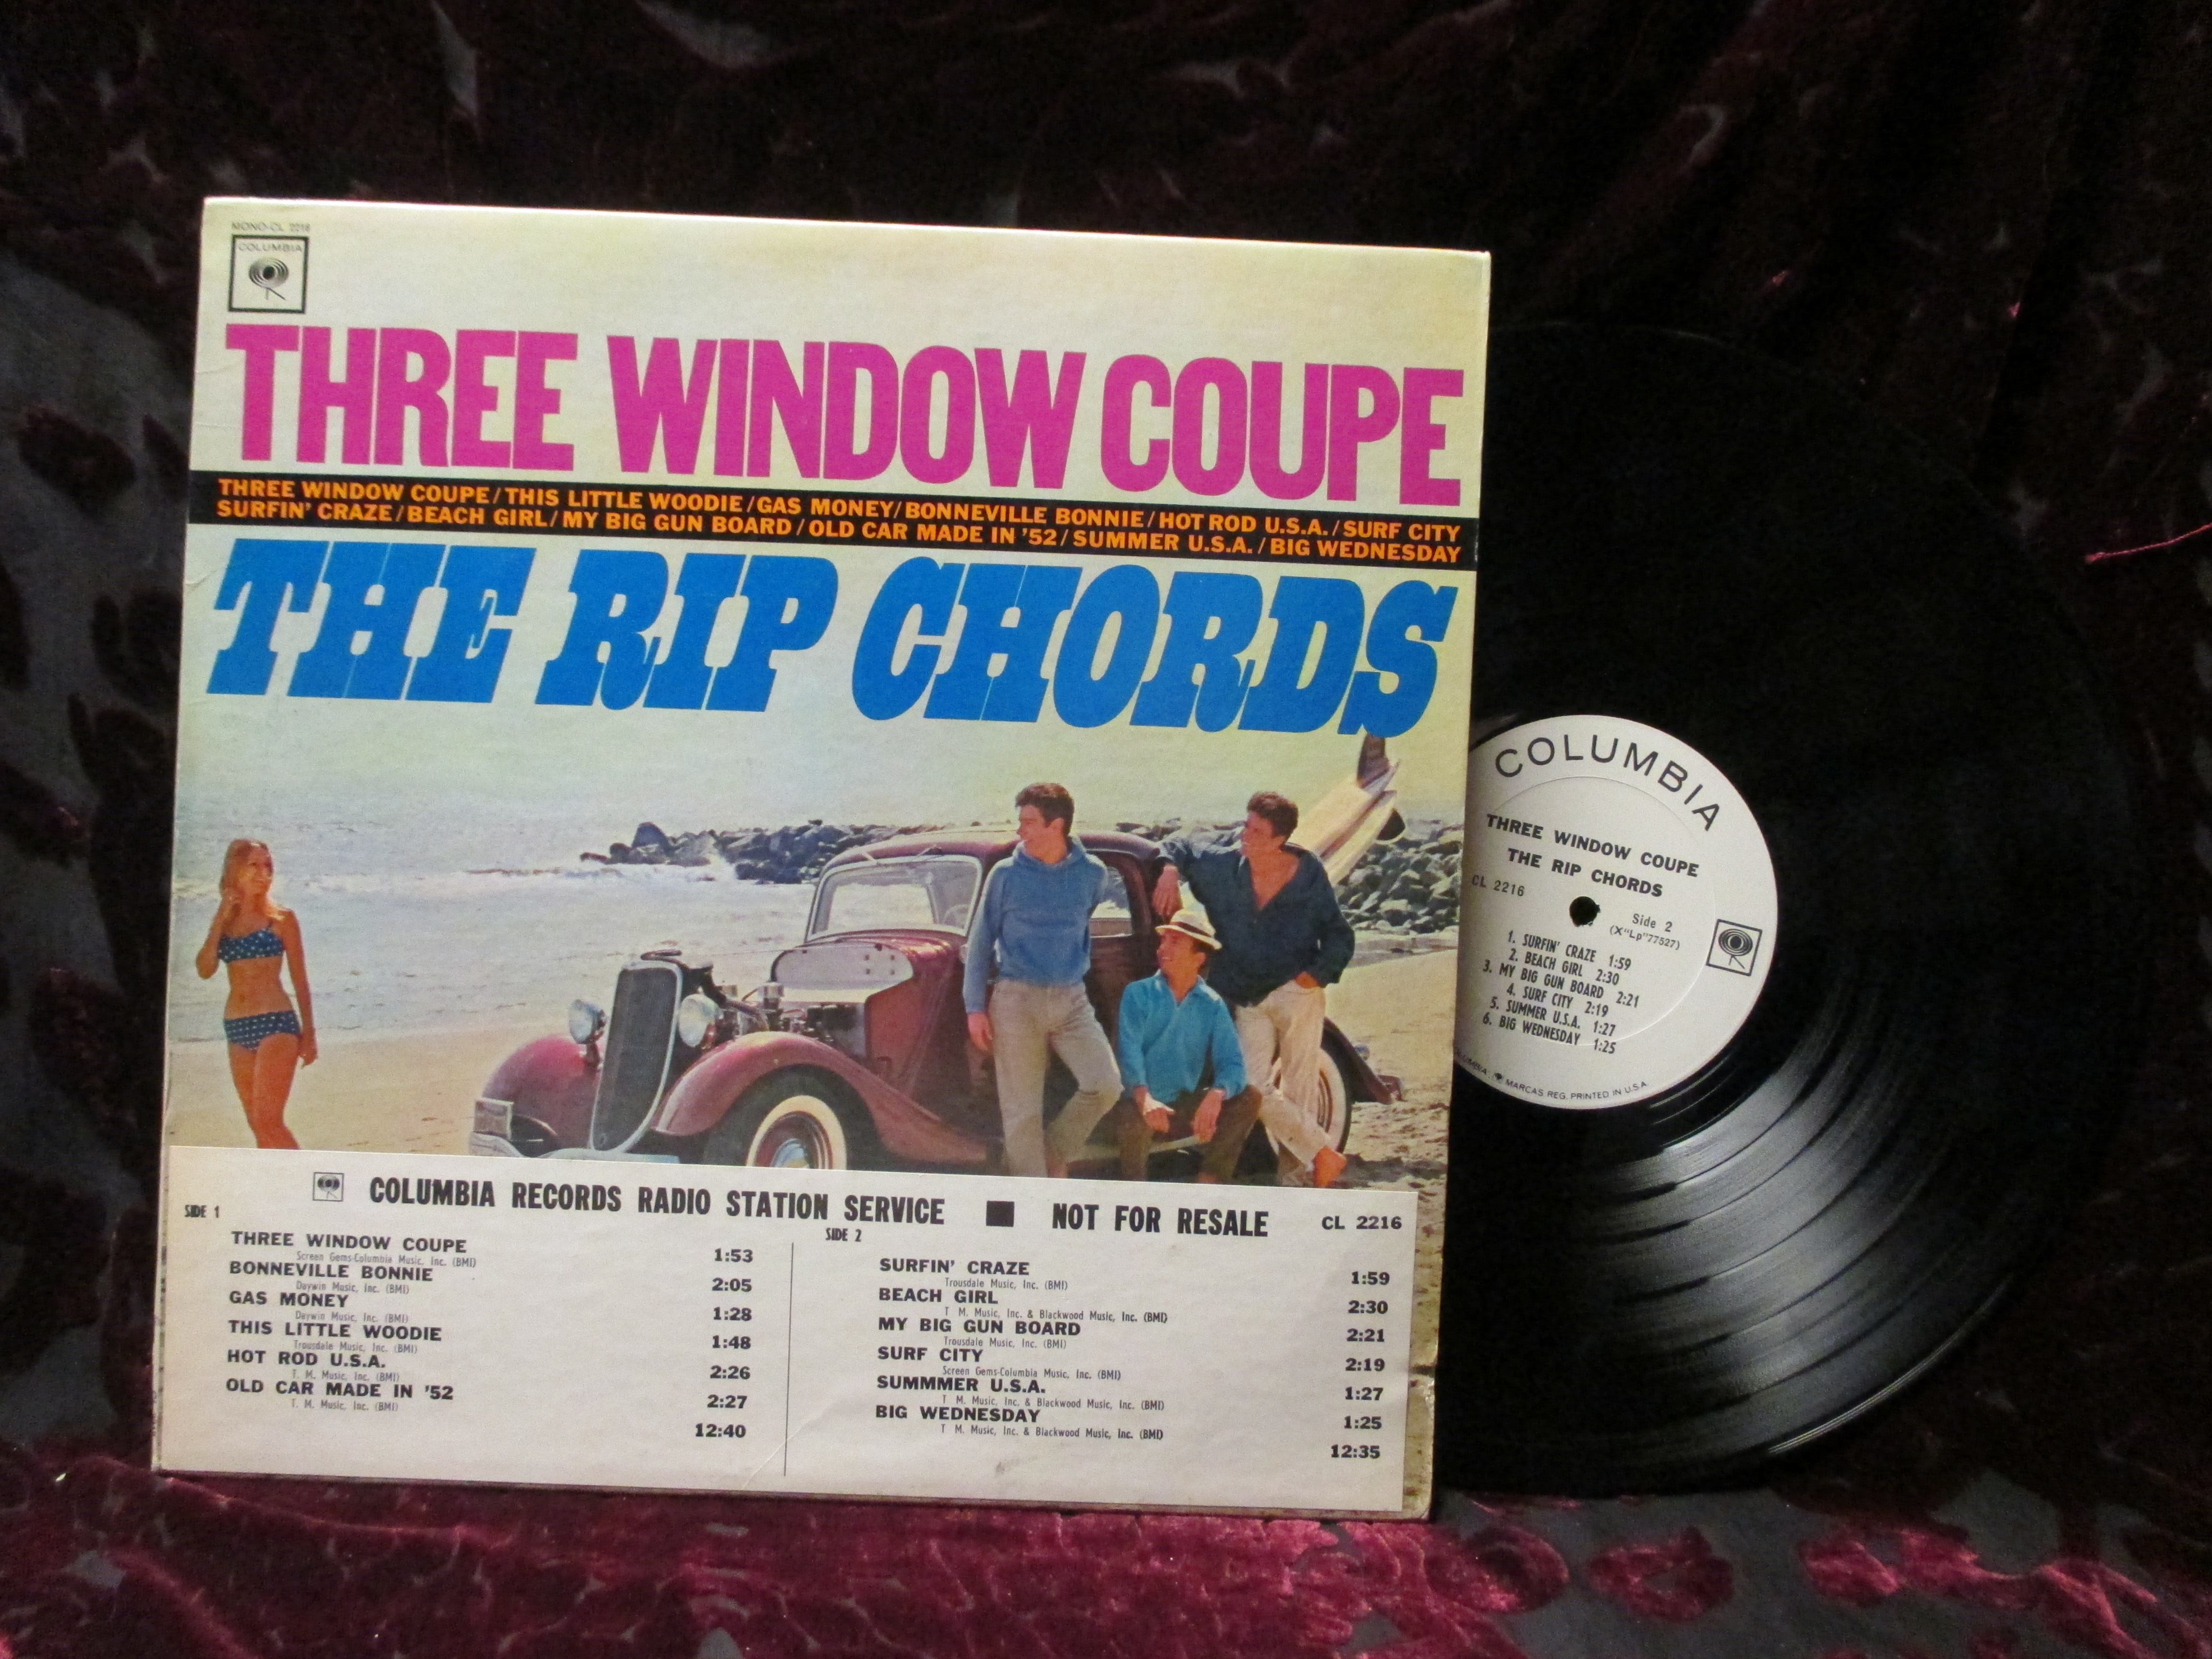 MONO-CL 2216
COLUMBIA
THREE WINDOW COUPE
THREE WINDOW COUPE/THIS LITTLE WOODIE/GAS MONEY/BONNEVILLE BONNIE/HOT ROD U.S.A./SURF CITY
SURFIN' CRAZE/BEACH GIRL/MY BIG GUN BOARD/OLD CAR MADE IN '52/SUMMER U.S.A./BIG WEDNESDAY
THE RIP CHORDS
COLUMBIA RECORDS RADIO STATION SERVICE ■ NOT FOR RESALE CL 2216
SIDE 1
THREE WINDOW COUPE 1:53
Screen Gems-Columbia Music, Inc. (BMI)
BONNEVILLE BONNIE 2:05
Daywin Music, Inc. (BMI)
GAS MONEY 1:28
Daywin Music, Inc. (BMI)
THIS LITTLE WOODIE 1:48
Trousdale Music, Inc. (BMI)
HOT ROD U.S.A. 2:26
T. M. Music, Inc. (BMI)
OLD CAR MADE IN '52 2:27
T. M. Music, Inc. (BMI)
12:40
SIDE 2
SURFIN' CRAZE 1:59
Trousdale Music, Inc. (BMI)
BEACH GIRL 2:30
T M. Music, Inc. & Blackwood Music, Inc. (BMI)
MY BIG GUN BOARD 2:21
Trousdale Music, Inc. (BMI)
SURF CITY 2:19
Screen Gems-Columbia Music, Inc. (BMI)
SUMMMER U.S.A. 1:27
T M. Music, Inc. & Blackwood Music, Inc. (BMI)
BIG WEDNESDAY 1:25
T M. Music, Inc. & Blackwood Music, Inc. (BMI)
12:35
COLUMBIA
THREE WINDOW COUPE
THE RIP CHORDS
CL 2216
Side 2
(X"Lp"77527)
1. SURFIN' CRAZE 1:59
2. BEACH GIRL 2:30
3. MY BIG GUN BOARD 2:21
4. SURF CITY 2:19
5. SUMMER U.S.A. 1:27
6. BIG WEDNESDAY 1:25
MARCAS REG. PRINTED IN U.S.A.